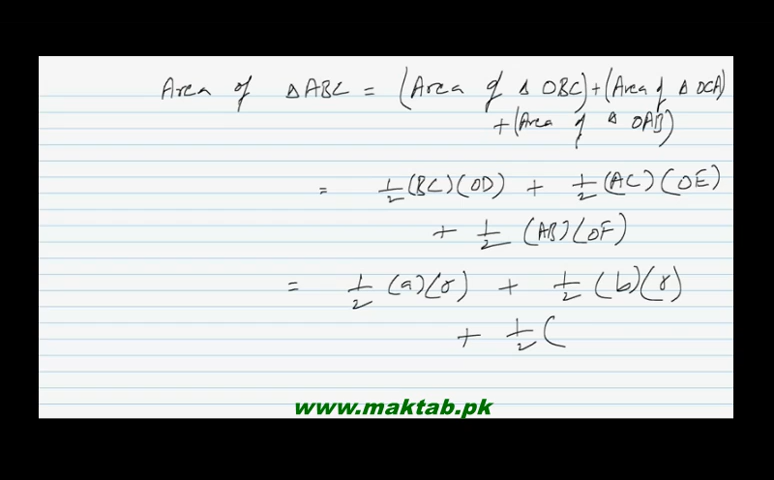 Area of △ABC = (Area of △ OBC) + (Area of △ OCA)
+ (Area of △ OAB)
= 1/2 (BC)(OD) + 1/2 (AC)(OE)
+ 1/2 (AB)(OF)
= 1/2 (a)(r) + 1/2 (b)(r)
+ 1/2 (
www.maktab.pk